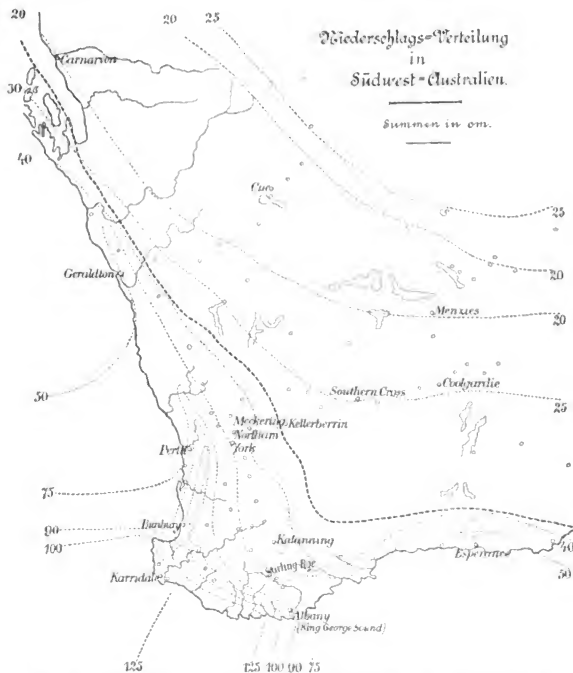 Niederschlags=Verteilung
in
Südwest=Australien.
Summen in cm.
20
20
25
Carnarvon
30
40
Cueo
25
Geraldton
20
Menzies
20
50
Coolgardie
Southern Cross
25
Meckering
Kellerberrin
Northam
York
Perth
75
90
Bunbury
100
Katanning
Esperance
40
50
Karridale
Stirling Rge
Albany
(King George Sound)
125
125 100 90 75